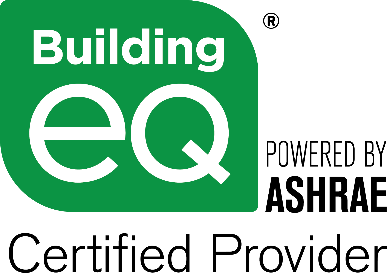 Building
eQ
®
POWERED BY
ASHRAE
Certified Provider